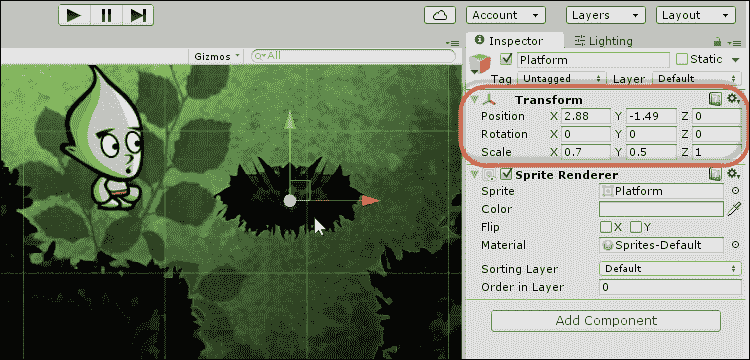 Account Layers Layout
Inspector Lighting
Gizmos All
Platform Static
Tag Untagged Layer Default
Transform
Position X 2.88 Y -1.49 Z 0
Rotation X 0 Y 0 Z 0
Scale X 0.7 Y 0.5 Z 1
Sprite Renderer
Sprite Platform
Color
Flip X Y
Material Sprites-Default
Sorting Layer Default
Order in Layer 0
Add Component